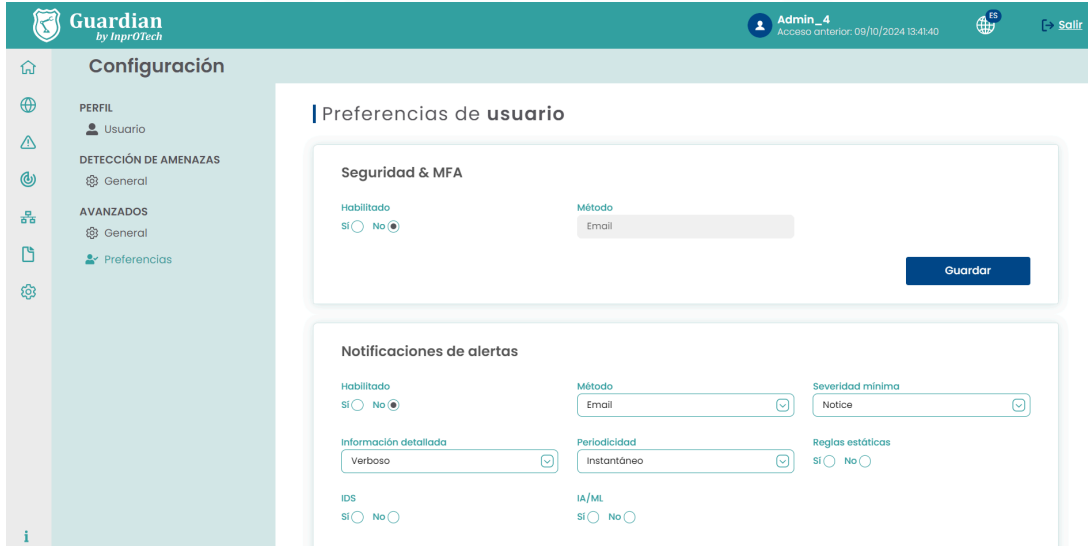 Guardian
by InprOTech
Admin_4
Acceso anterior: 09/10/2024 13:41:40
ES
Salir
Configuración
PERFIL
Usuario
DETECCIÓN DE AMENAZAS
General
AVANZADOS
General
Preferencias
Preferencias de usuario
Seguridad & MFA
Habilitado
Método
Sí No
Email
Guardar
Notificaciones de alertas
Habilitado
Método
Severidad mínima
Sí No
Email
Notice
Información detallada
Periodicidad
Reglas estáticas
Verboso
Instantáneo
Sí No
IDS
IA/ML
Sí No
Sí No
i